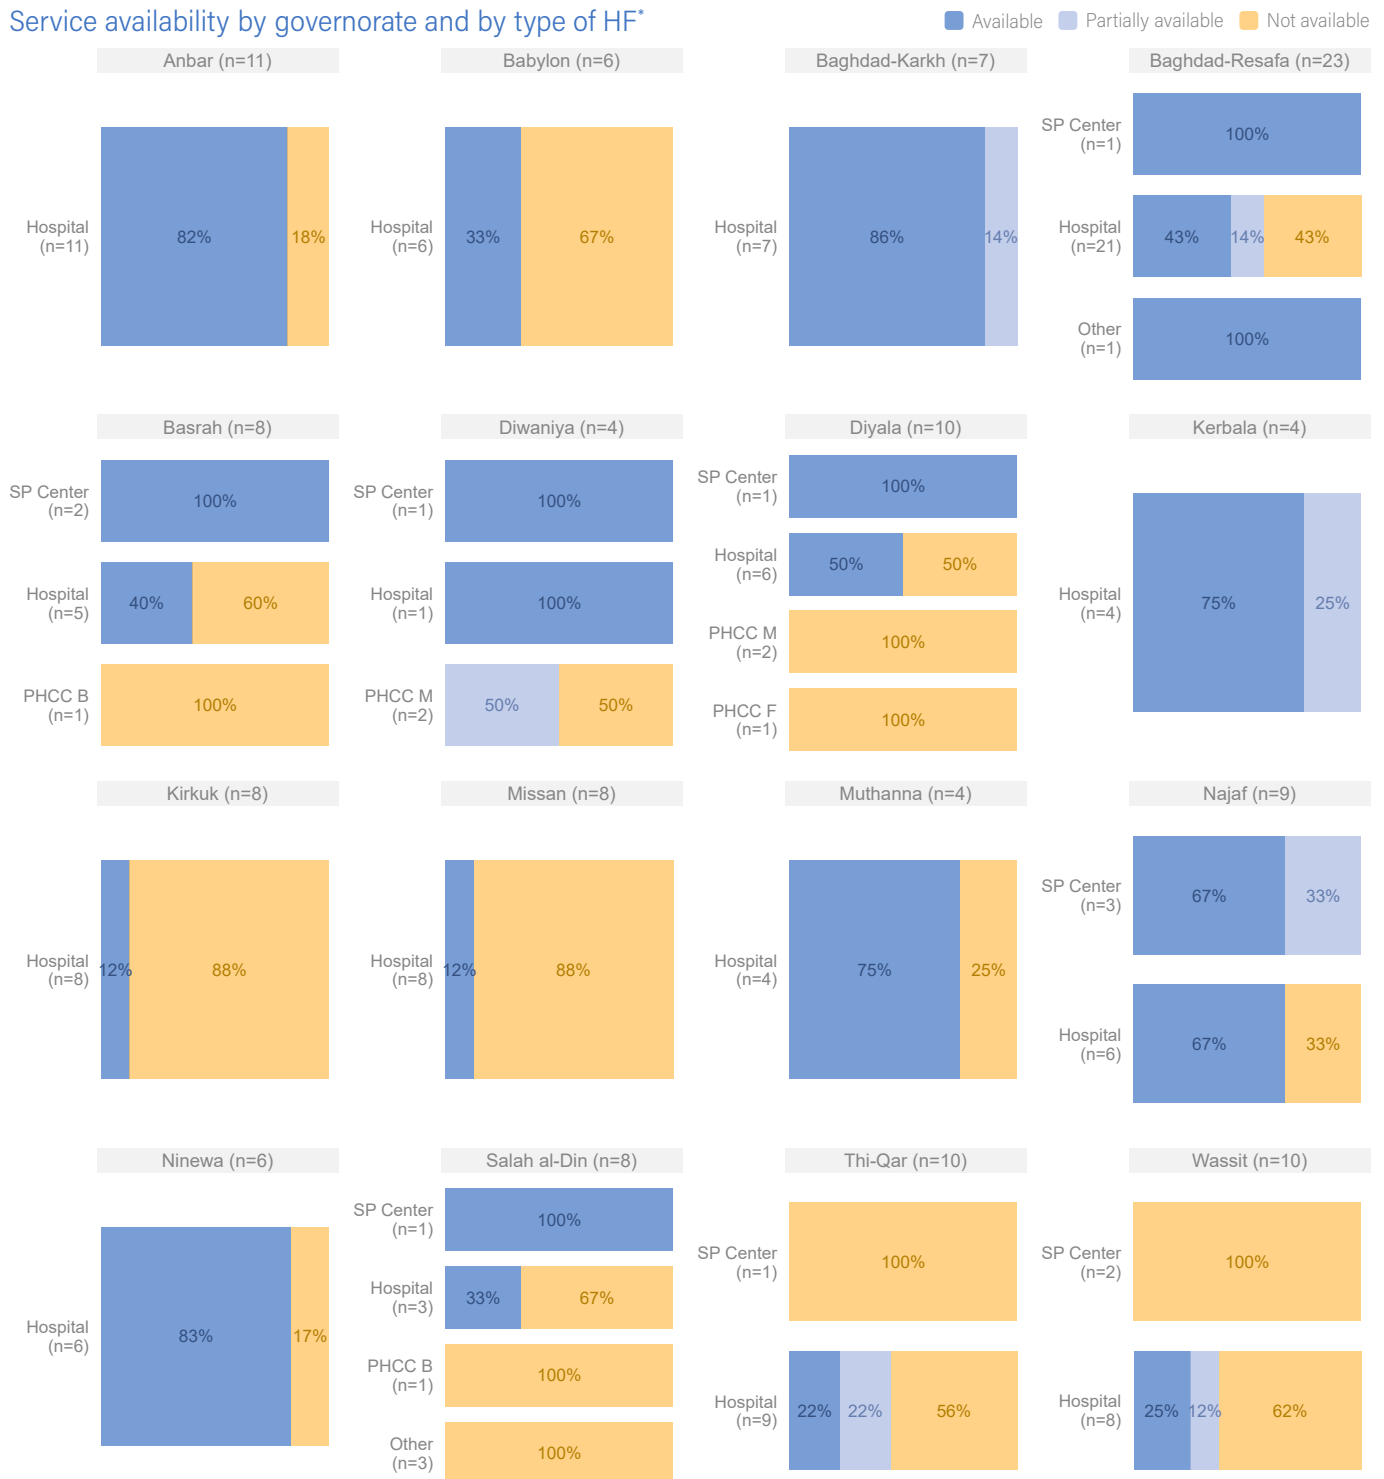 Service availability by governorate and by type of HF*
Available Partially available Not available
Anbar (n=11)
Hospital
(n=11)
82% 18%
Babylon (n=6)
Hospital
(n=6)
33% 67%
Baghdad-Karkh (n=7)
Hospital
(n=7)
86% 14%
Baghdad-Resafa (n=23)
SP Center
(n=1)
100%
Hospital
(n=21)
43% 14% 43%
Other
(n=1)
100%
Basrah (n=8)
SP Center
(n=2)
100%
Hospital
(n=5)
40% 60%
PHCC B
(n=1)
100%
Diwaniya (n=4)
SP Center
(n=1)
100%
Hospital
(n=1)
100%
PHCC M
(n=2)
50% 50%
Diyala (n=10)
SP Center
(n=1)
100%
Hospital
(n=6)
50% 50%
PHCC M
(n=2)
100%
PHCC F
(n=1)
100%
Kerbala (n=4)
Hospital
(n=4)
75% 25%
Kirkuk (n=8)
Hospital
(n=8)
12% 88%
Missan (n=8)
Hospital
(n=8)
12% 88%
Muthanna (n=4)
Hospital
(n=4)
75% 25%
Najaf (n=9)
SP Center
(n=3)
67% 33%
Hospital
(n=6)
67% 33%
Ninewa (n=6)
Hospital
(n=6)
83% 17%
Salah al-Din (n=8)
SP Center
(n=1)
100%
Hospital
(n=3)
33% 67%
PHCC B
(n=1)
100%
Other
(n=3)
100%
Thi-Qar (n=10)
SP Center
(n=1)
100%
Hospital
(n=9)
22% 22% 56%
Wassit (n=10)
SP Center
(n=2)
100%
Hospital
(n=8)
25% 12% 62%